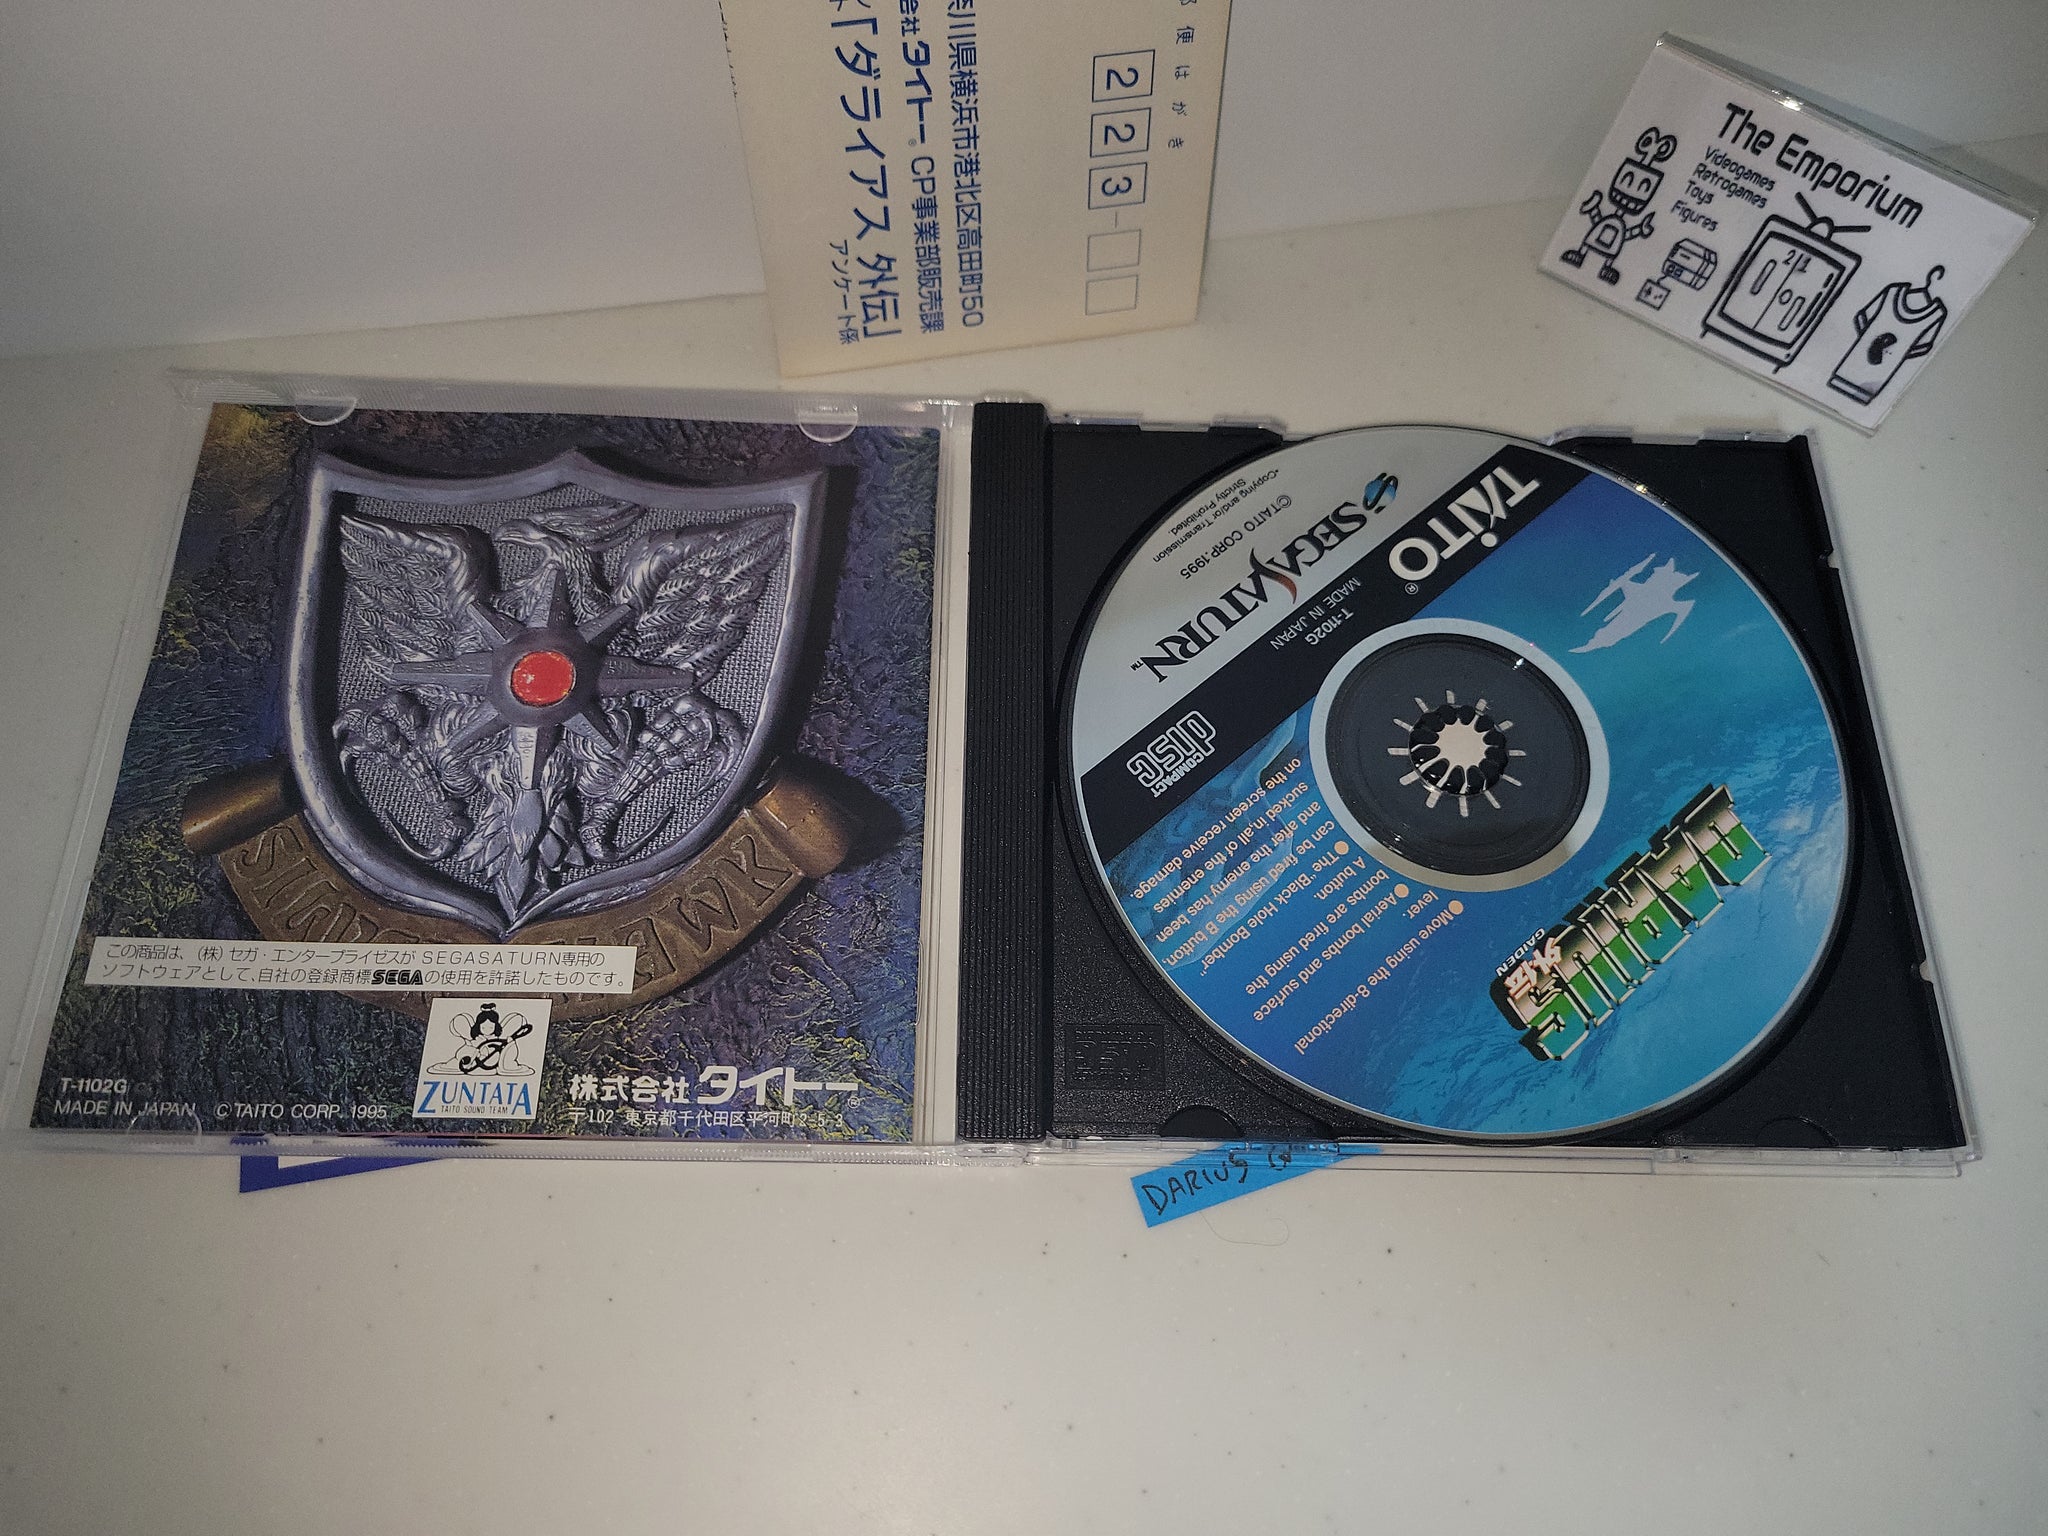 郵便はがき
223-
神奈川県横浜市港北区高田町150
会社タイトー® CP事業部販売課
「ダライアス外伝」
アンケート係
The Emporium
Videogames
Retrogames
Toys
Figures
21
SILVER HAWK
この商品は、(株)セガ・エンタープライゼスがSEGASATURN専用の
ソフトウェアとして、自社の登録商標SEGAの使用を許諾したものです。
T-1102G
MADE IN JAPAN ©TAITO CORP. 1995
ZUNTATA
TAITO SOUND TEAM
株式会社タイトー®
〒102 東京都千代田区平河町2-5-3
TAITO®
SEGA SATURN™
T-1102G
MADE IN JAPAN
©TAITO CORP.1995
•Copying and/or Transmission
Strictly Prohibited.
COMPACT
disc
DARIUS
外伝
GAIDEN
●Move using the 8-directional
lever.
●Aerial bombs and surface
bombs are fired using the
A button.
●The "Black Hole Bomber"
can be fired using the B button,
and after the enemy has been
sucked in,all of the enemies
on the screen receive damage.
DARIUS